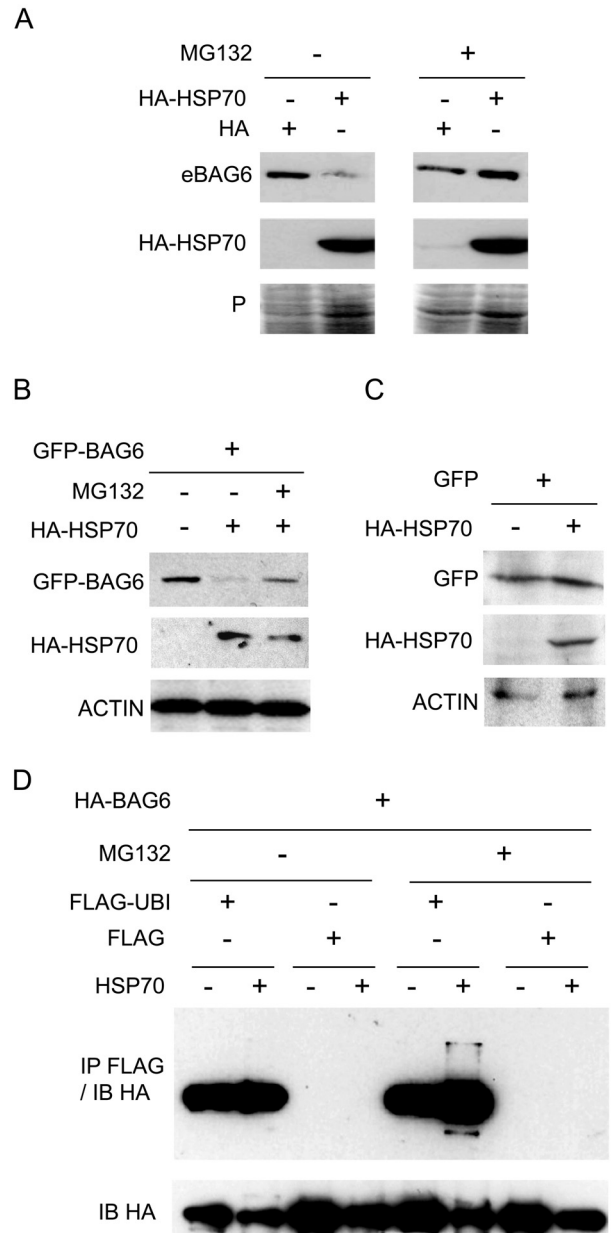 A
MG132 - +
HA-HSP70 - + - +
HA + - + -
eBAG6
HA-HSP70
P
B
GFP-BAG6 +
MG132 - - +
HA-HSP70 - + +
GFP-BAG6
HA-HSP70
ACTIN
C
GFP +
HA-HSP70 - +
GFP
HA-HSP70
ACTIN
D
HA-BAG6 +
MG132 - +
FLAG-UBI + - + -
FLAG - + - +
HSP70 - + - + - + - +
IP FLAG
/ IB HA
IB HA